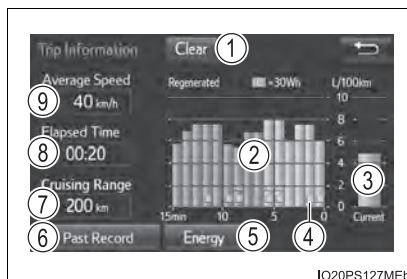 Trip Information
Clear
1
Average Speed
Regenerated
=30Wh
L/100km
9
40 km/h
10
8
Elapsed Time
6
8
00:20
2
4
3
Cruising Range
2
7
200 km
0
15min
10
5
0
Current
6
Past Record
Energy
5
4
IO20PS127MEb